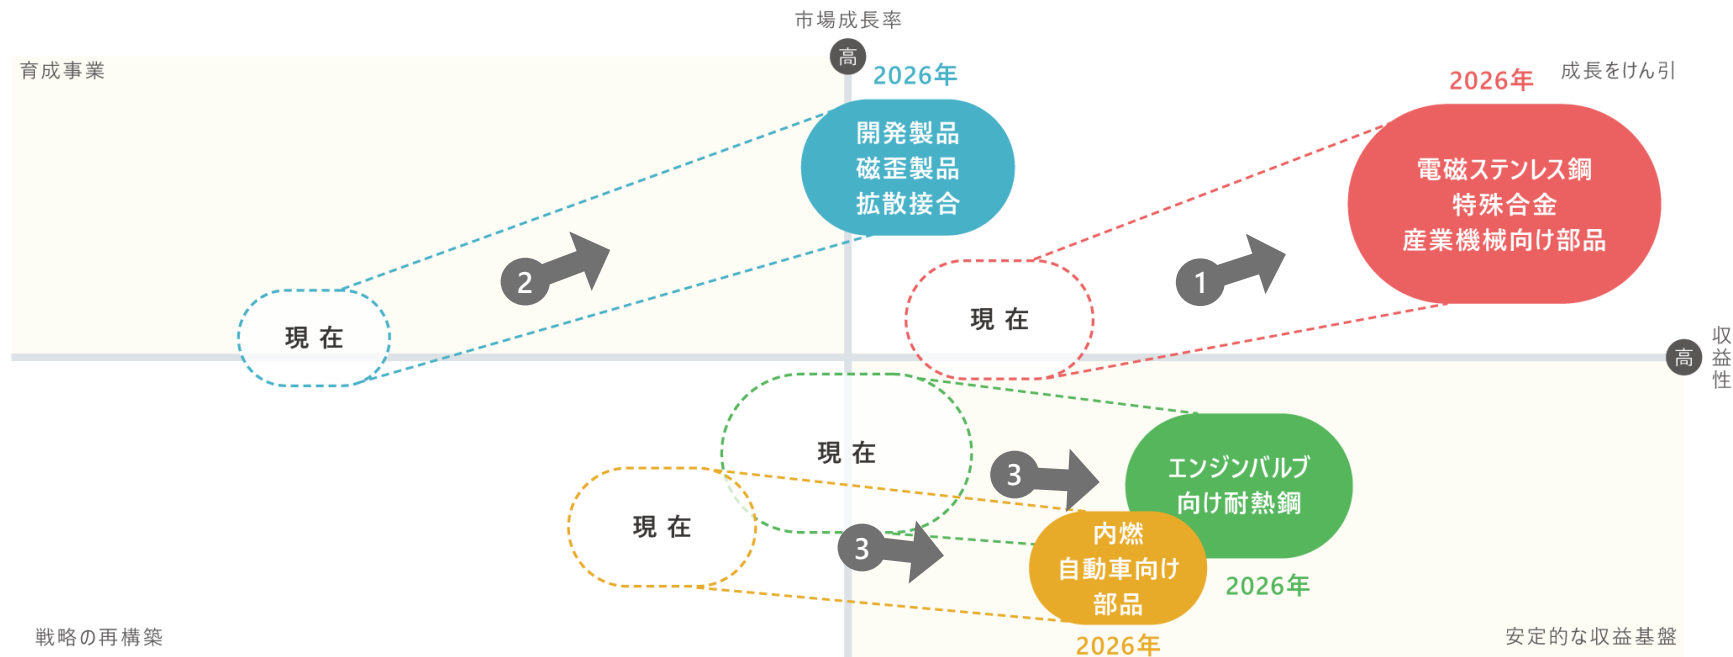 市場成長率
高
育成事業
2026年
開発製品
磁歪製品
拡散接合
2
現在
成長をけん引
2026年
電磁ステンレス鋼
特殊合金
産業機械向け部品
1
現在
高
収益性
現在
3
エンジンバルブ
向け耐熱鋼
2026年
現在
3
内燃
自動車向け
部品
2026年
戦略の再構築
安定的な収益基盤